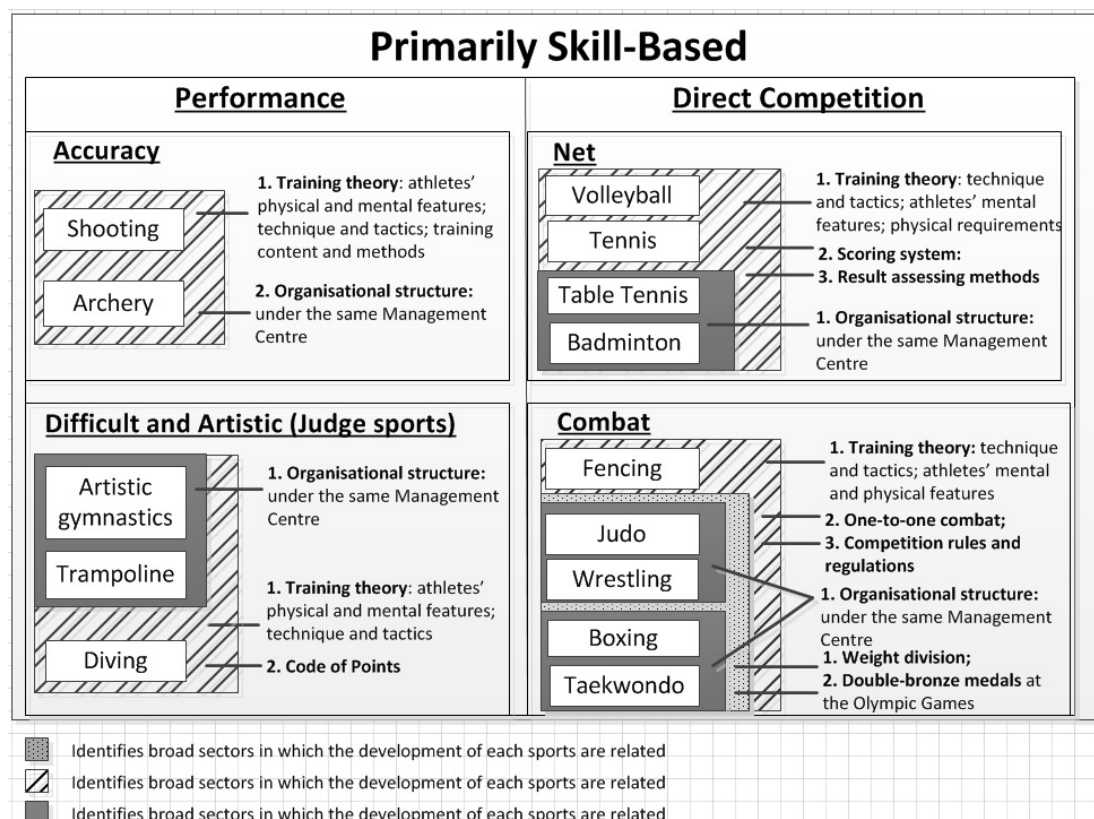 Primarily Skill-Based
Performance
Accuracy
Shooting
Archery
1. Training theory: athletes'
physical and mental features;
technique and tactics; training
content and methods
2. Organisational structure:
under the same Management
Centre
Difficult and Artistic (Judge sports)
Artistic
gymnastics
Trampoline
Diving
1. Organisational structure:
under the same Management
Centre
1. Training theory: athletes'
physical and mental features;
technique and tactics
2. Code of Points
Direct Competition
Net
Volleyball
Tennis
Table Tennis
Badminton
1. Training theory: technique
and tactics; athletes' mental
features; physical requirements
2. Scoring system:
3. Result assessing methods
1. Organisational structure:
under the same Management
Centre
Combat
Fencing
Judo
Wrestling
Boxing
Taekwondo
1. Training theory: technique
and tactics; athletes' mental
and physical features
2. One-to-one combat;
3. Competition rules and
regulations
1. Organisational structure:
under the same Management
Centre
1. Weight division;
2. Double-bronze medals at
the Olympic Games
Identifies broad sectors in which the development of each sports are related
Identifies broad sectors in which the development of each sports are related
Identifies broad sectors in which the development of each sports are related